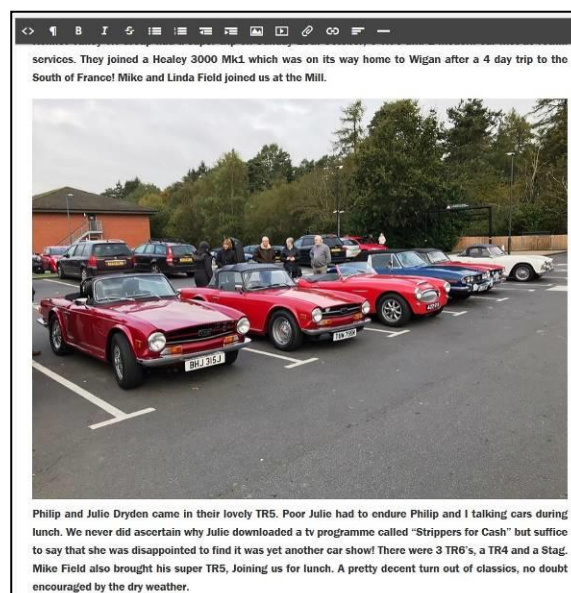 services. They joined a Healey 3000 Mk1 which was on its way home to Wigan after a 4 day trip to the
South of France! Mike and Linda Field joined us at the Mill.
BHJ 315J
Philip and Julie Dryden came in their lovely TR5. Poor Julie had to endure Philip and I talking cars during
lunch. We never did ascertain why Julie downloaded a tv programme called “Strippers for Cash” but suffice
to say that she was disappointed to find it was yet another car show! There were 3 TR6's, a TR4 and a Stag.
Mike Field also brought his super TR5, Joining us for lunch. A pretty decent turn out of classics, no doubt
encouraged by the dry weather.